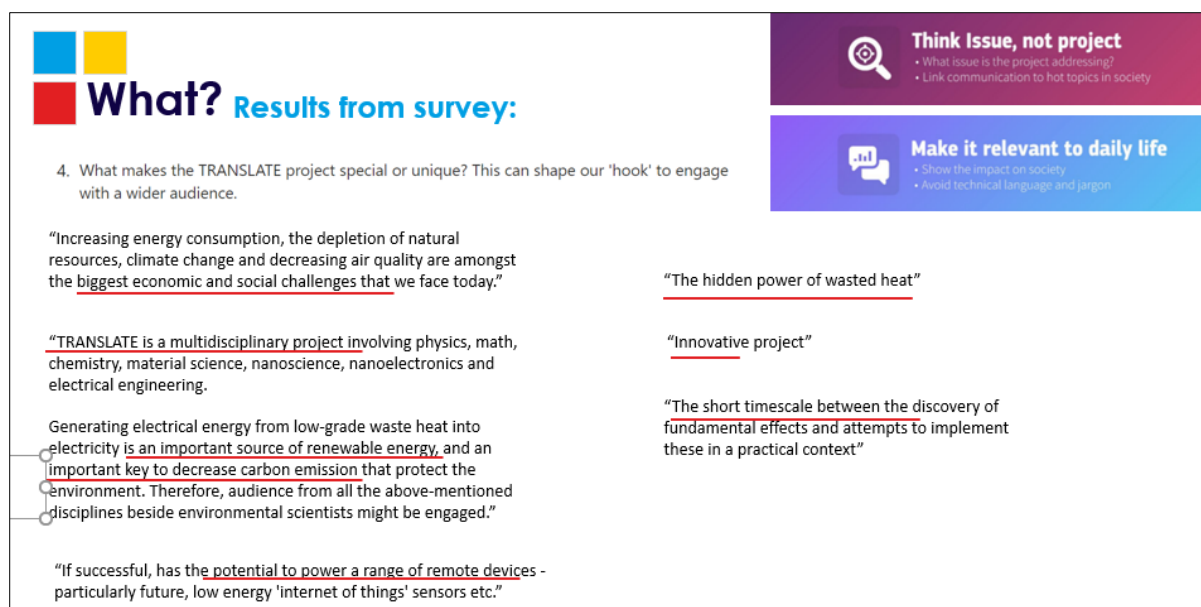 What? Results from survey:
Think Issue, not project
• What issue is the project addressing?
• Link communication to hot topics in society
Make it relevant to daily life
• Show the impact on society
• Avoid technical language and jargon
4. What makes the TRANSLATE project special or unique? This can shape our 'hook' to engage
with a wider audience.
“Increasing energy consumption, the depletion of natural
resources, climate change and decreasing air quality are amongst
the biggest economic and social challenges that we face today.”
“TRANSLATE is a multidisciplinary project involving physics, math,
chemistry, material science, nanoscience, nanoelectronics and
electrical engineering.
Generating electrical energy from low-grade waste heat into
electricity is an important source of renewable energy, and an
important key to decrease carbon emission that protect the
environment. Therefore, audience from all the above-mentioned
disciplines beside environmental scientists might be engaged.”
“If successful, has the potential to power a range of remote devices -
particularly future, low energy 'internet of things' sensors etc.”
“The hidden power of wasted heat”
“Innovative project”
“The short timescale between the discovery of
fundamental effects and attempts to implement
these in a practical context”